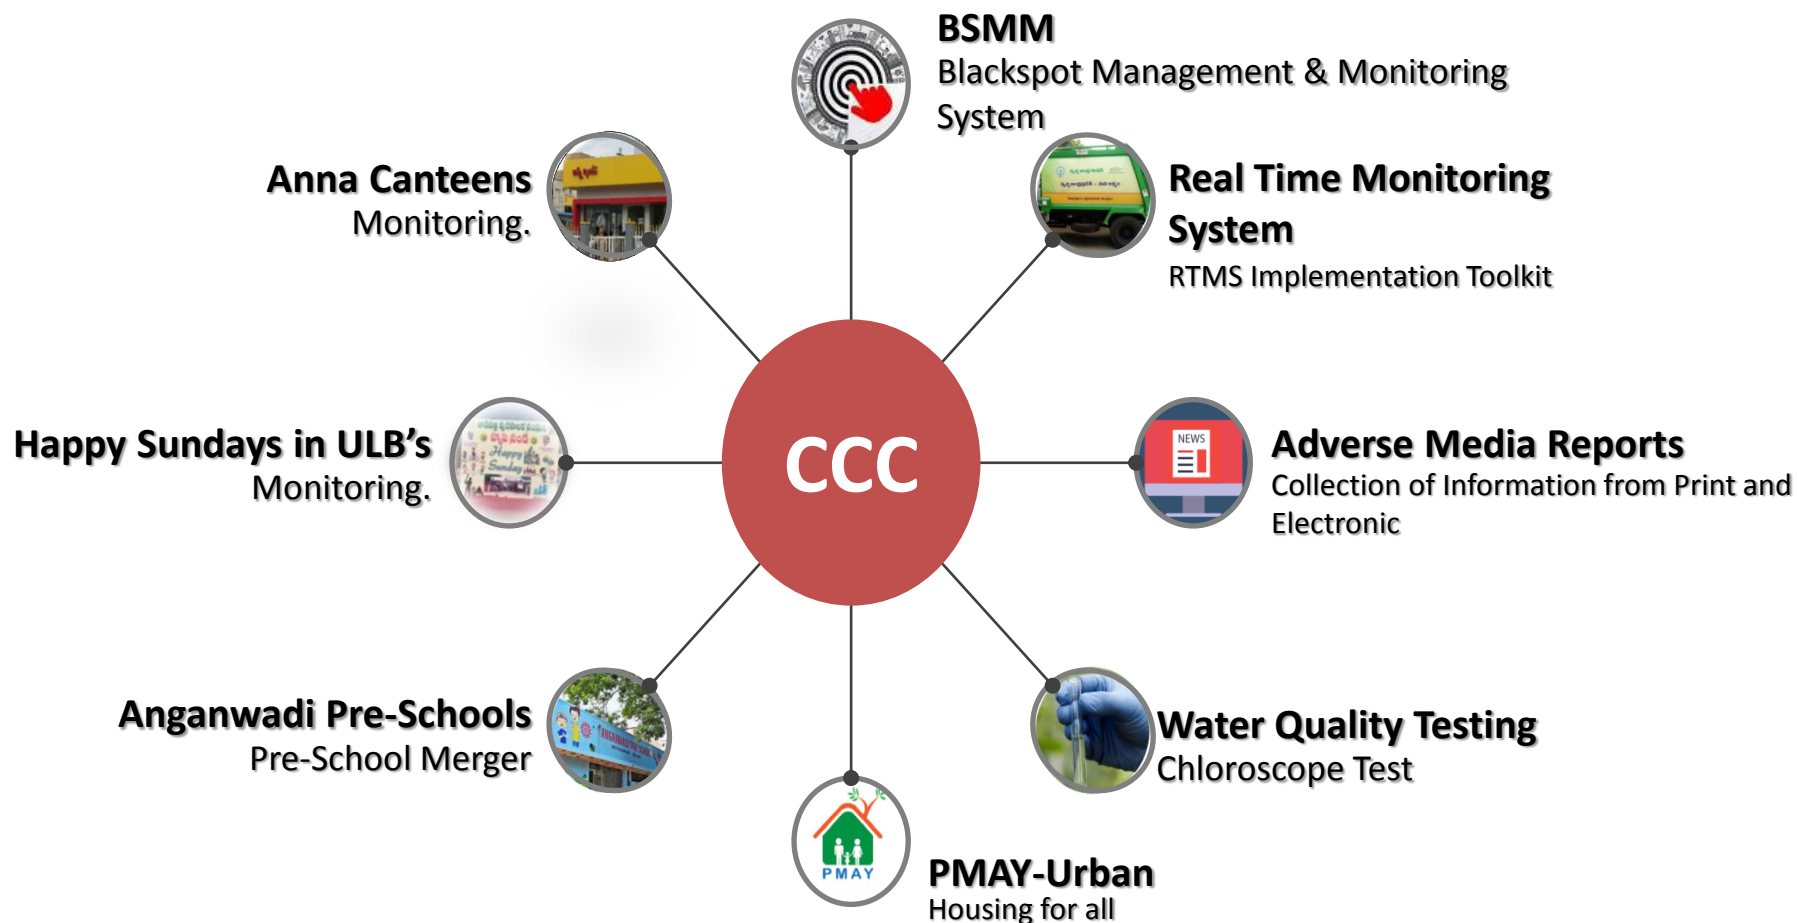 BSMM
Blackspot Management & Monitoring
System
Anna Canteens
Monitoring.
Real Time Monitoring
System
RTMS Implementation Toolkit
Happy Sundays in ULB’s
Monitoring.
Happy
Sunday
CCC
NEWS
Adverse Media Reports
Collection of Information from Print and
Electronic
Anganwadi Pre-Schools
Pre-School Merger
Water Quality Testing
Chloroscope Test
PMAY
PMAY-Urban
Housing for all